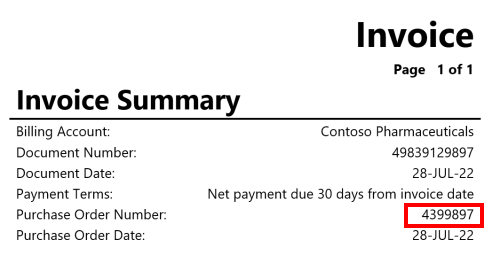 Invoice
Page 1 of 1
Invoice Summary
Billing Account: Contoso Pharmaceuticals
Document Number: 49839129897
Document Date: 28-JUL-22
Payment Terms: Net payment due 30 days from invoice date
Purchase Order Number: 4399897
Purchase Order Date: 28-JUL-22